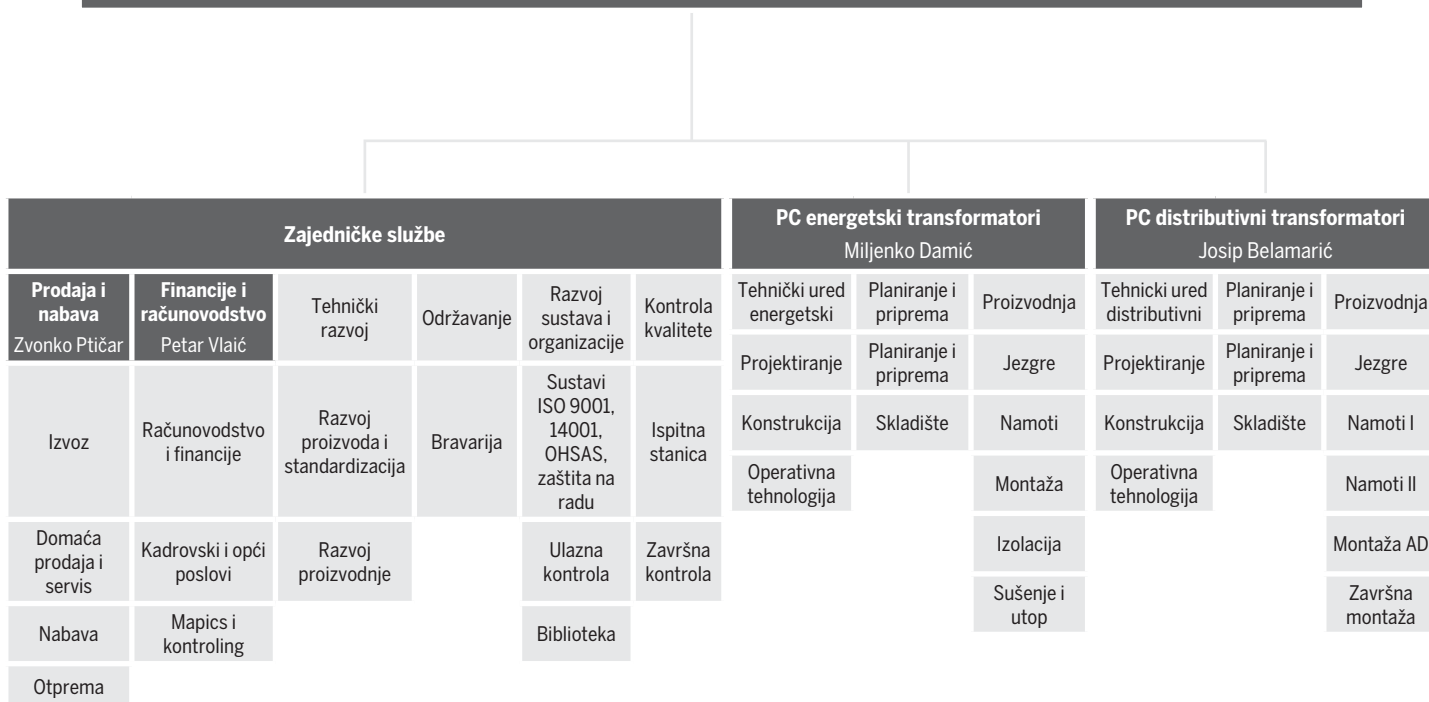 Zajedničke službe
PC energetski transformatori
Miljenko Damić
PC distributivni transformatori
Josip Belamarić
Prodaja i
nabava
Zvonko Ptičar
Financije i
računovodstvo
Petar Vlaić
Tehnički
razvoj
Održavanje
Razvoj
sustava i
organizacije
Kontrola
kvalitete
Tehnički ured
energetski
Planiranje i
priprema
Proizvodnja
Tehnicki ured
distributivni
Planiranje i
priprema
Proizvodnja
Projektiranje
Planiranje i
priprema
Jezgre
Projektiranje
Planiranje i
priprema
Jezgre
Izvoz
Računovodstvo
i financije
Razvoj
proizvoda i
standardizacija
Bravarija
Sustavi
ISO 9001,
14001,
OHSAS,
zaštita na
radu
Ispitna
stanica
Konstrukcija
Skladište
Namoti
Konstrukcija
Skladište
Namoti I
Operativna
tehnologija
Montaža
Operativna
tehnologija
Namoti II
Domaća
prodaja i
servis
Kadrovski i opći
poslovi
Razvoj
proizvodnje
Ulazna
kontrola
Završna
kontrola
Izolacija
Montaža AD
Sušenje i
utop
Završna
montaža
Nabava
Mapics i
kontroling
Biblioteka
Otprema